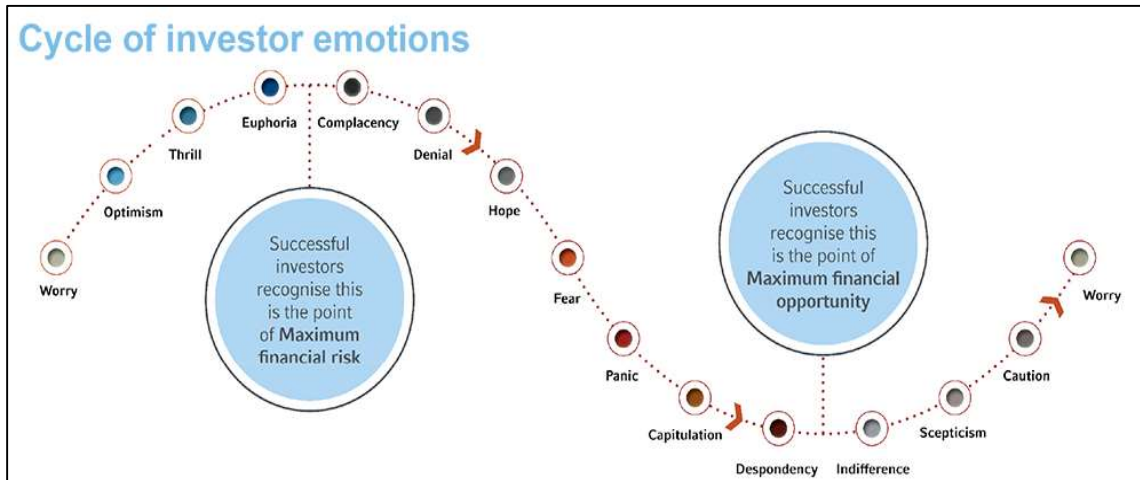 Cycle of investor emotions
Euphoria
Complacency
Thrill
Denial
Optimism
Hope
Worry
Fear
Panic
Capitulation
Despondency
Indifference
Scepticism
Caution
Worry
Successful
investors
recognise this
is the point
of Maximum
financial risk
Successful
investors
recognise this
is the point of
Maximum financial
opportunity